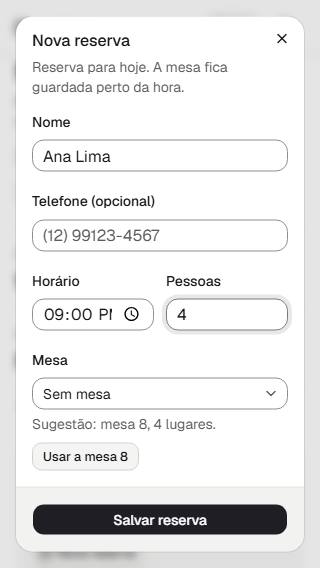 Nova reserva
Reserva para hoje. A mesa fica
guardada perto da hora.
Nome
Ana Lima
Telefone (opcional)
(12) 99123-4567
Horário
Pessoas
09:00
4
Mesa
Sem mesa
Sugestão: mesa 8, 4 lugares.
Usar a mesa 8
Salvar reserva